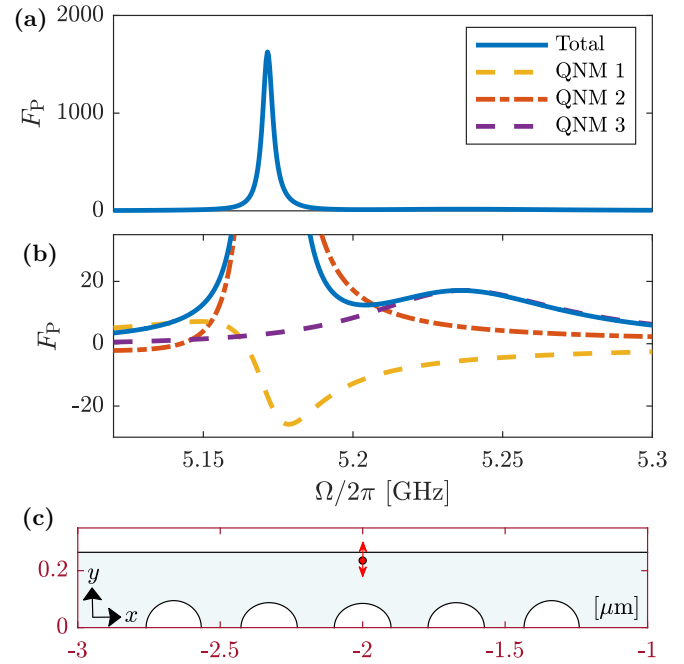 (a)
2000
1000
0
F_P
Total
QNM 1
QNM 2
QNM 3
(b)
20
0
-20
F_P
5.15
5.2
5.25
5.3
Ω/2π [GHz]
(c)
0.2
0
y
x
[μm]
-3
-2.5
-2
-1.5
-1